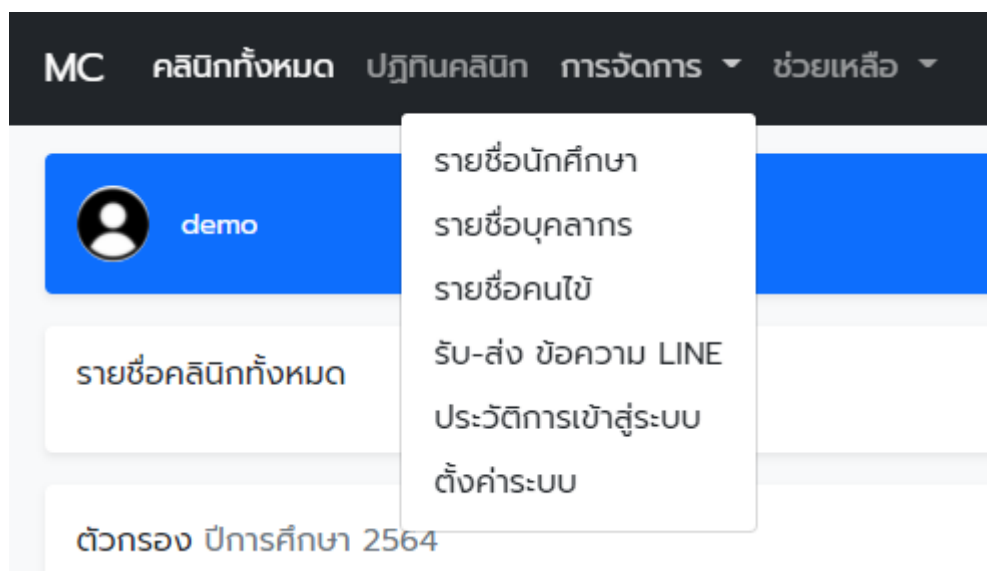 MC คลินิกทั้งหมด ปฏิทินคลินิก การจัดการ ช่วยเหลือ
demo
รายชื่อนักศึกษา
รายชื่อบุคลากร
รายชื่อคนไข้
รับ-ส่ง ข้อความ LINE
ประวัติการเข้าสู่ระบบ
ตั้งค่าระบบ
รายชื่อคลินิกทั้งหมด
ตัวกรอง ปีการศึกษา 2564